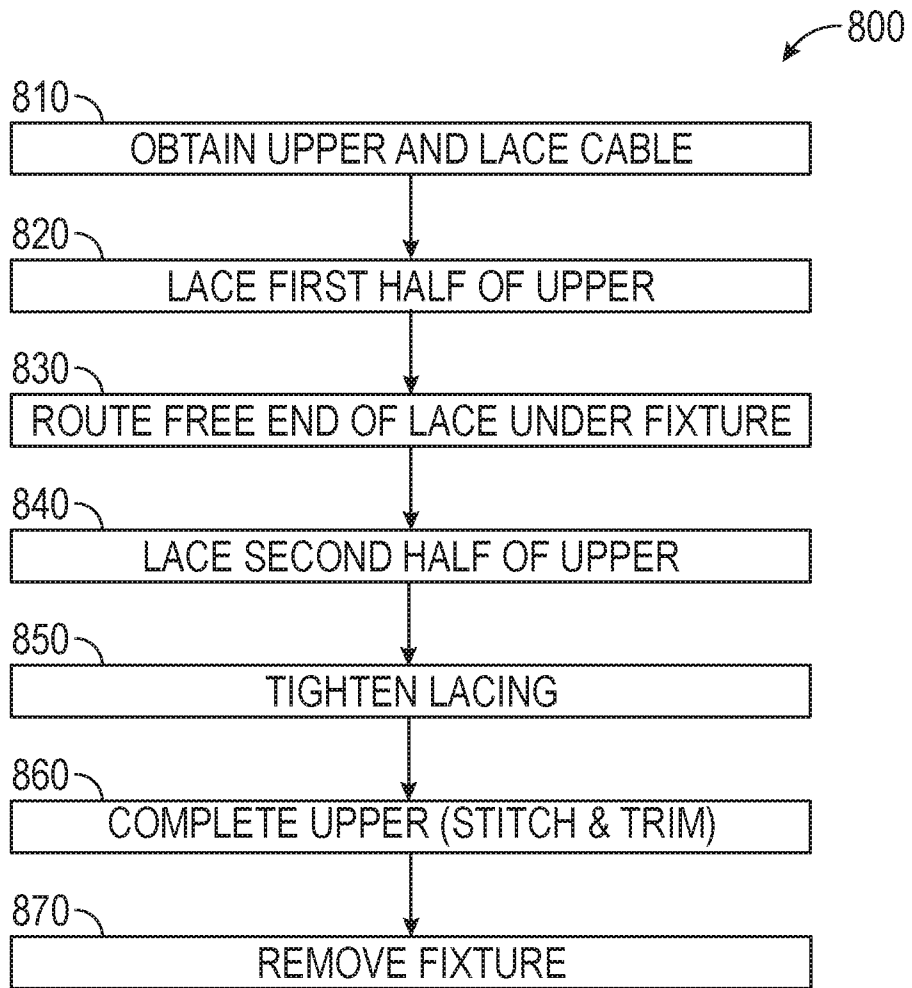 800
810
OBTAIN UPPER AND LACE CABLE
820
LACE FIRST HALF OF UPPER
830
ROUTE FREE END OF LACE UNDER FIXTURE
840
LACE SECOND HALF OF UPPER
850
TIGHTEN LACING
860
COMPLETE UPPER (STITCH & TRIM)
870
REMOVE FIXTURE